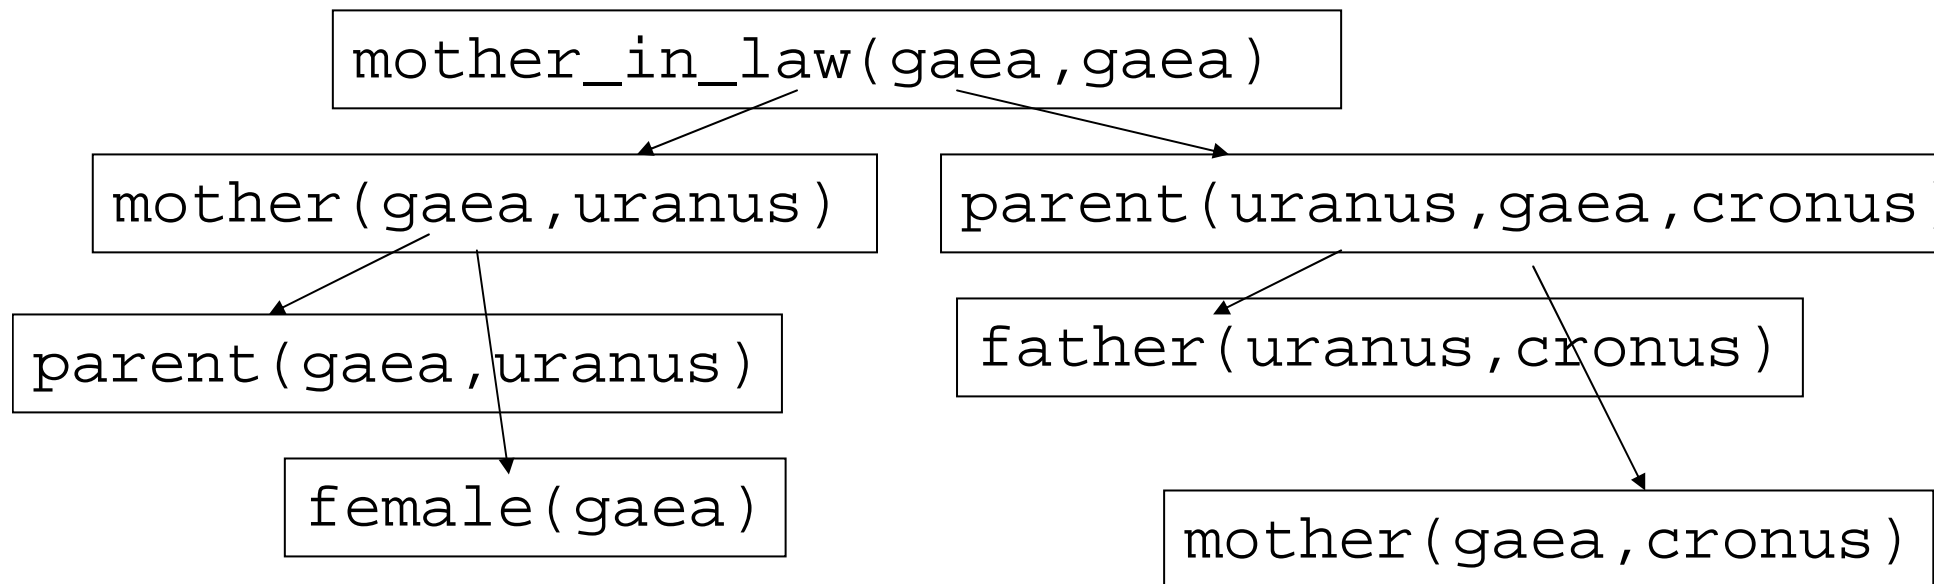 mother_in_law(gaea,gaea)
mother(gaea,uranus)
parent(uranus,gaea,cronus)
parent(gaea,uranus)
father(uranus,cronus)
female(gaea)
mother(gaea,cronus)